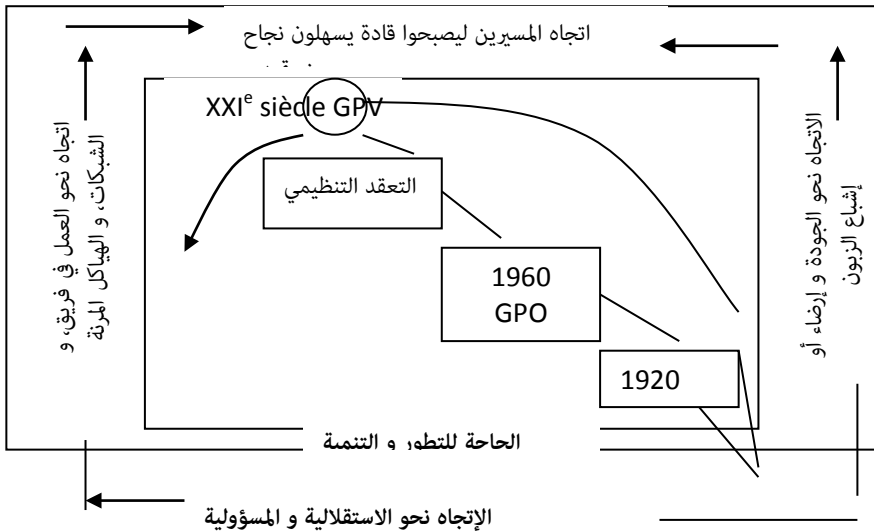 اتجاه المسيرين ليصبحوا قادة يسهلون نجاح
XXIᵉ siècle GPV
التعقد التنظيمي
1960
GPO
1920
الاتجاه نحو الجودة و إرضاء أو
إشباع الزبون
اتجاه نحو العمل في فريق، و
الشبكات، و الهياكل المرنة
الحاجة للتطور و التنمية
الإتجاه نحو الاستقلالية و المسؤولية